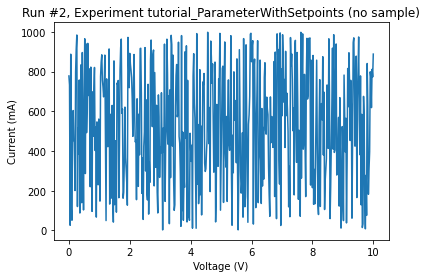 Run #2, Experiment tutorial_ParameterWithSetpoints (no sample)
1000
800
600
400
200
0
Current (mA)
0 2 4 6 8 10
Voltage (V)